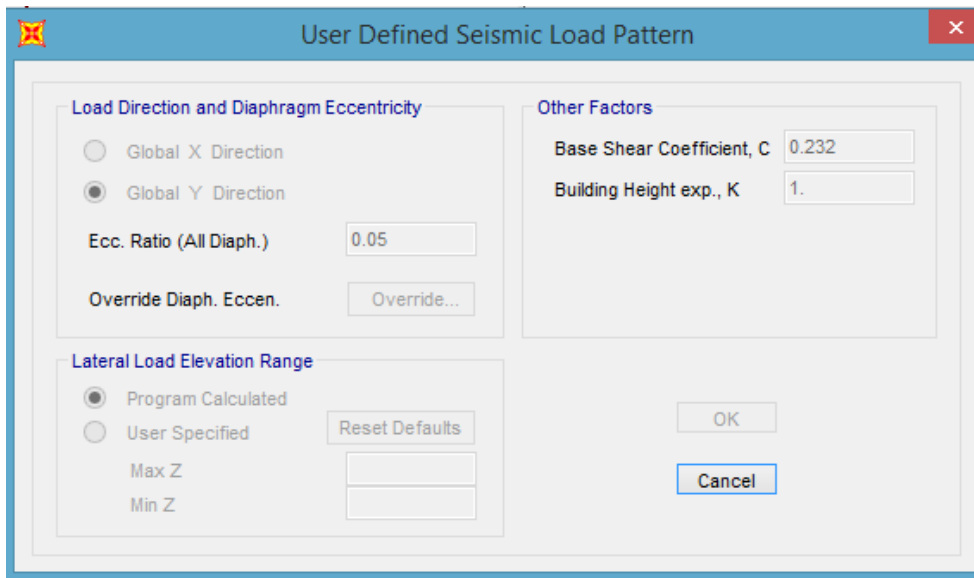 User Defined Seismic Load Pattern
Load Direction and Diaphragm Eccentricity
Global X Direction
Global Y Direction
Ecc. Ratio (All Diaph.) 0.05
Override Diaph. Eccen. Override...
Other Factors
Base Shear Coefficient, C 0.232
Building Height exp., K 1.
Lateral Load Elevation Range
Program Calculated
User Specified Reset Defaults
Max Z
Min Z
OK
Cancel